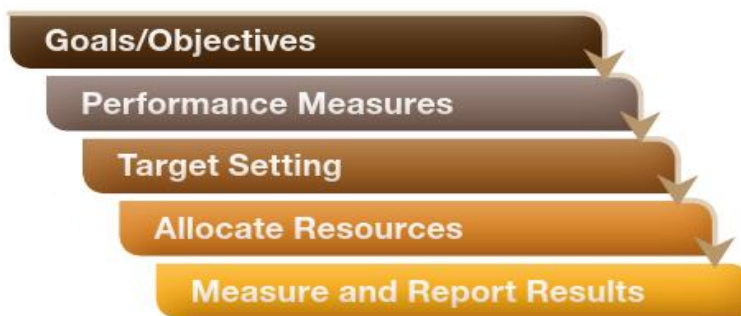 Goals/Objectives
Performance Measures
Target Setting
Allocate Resources
Measure and Report Results